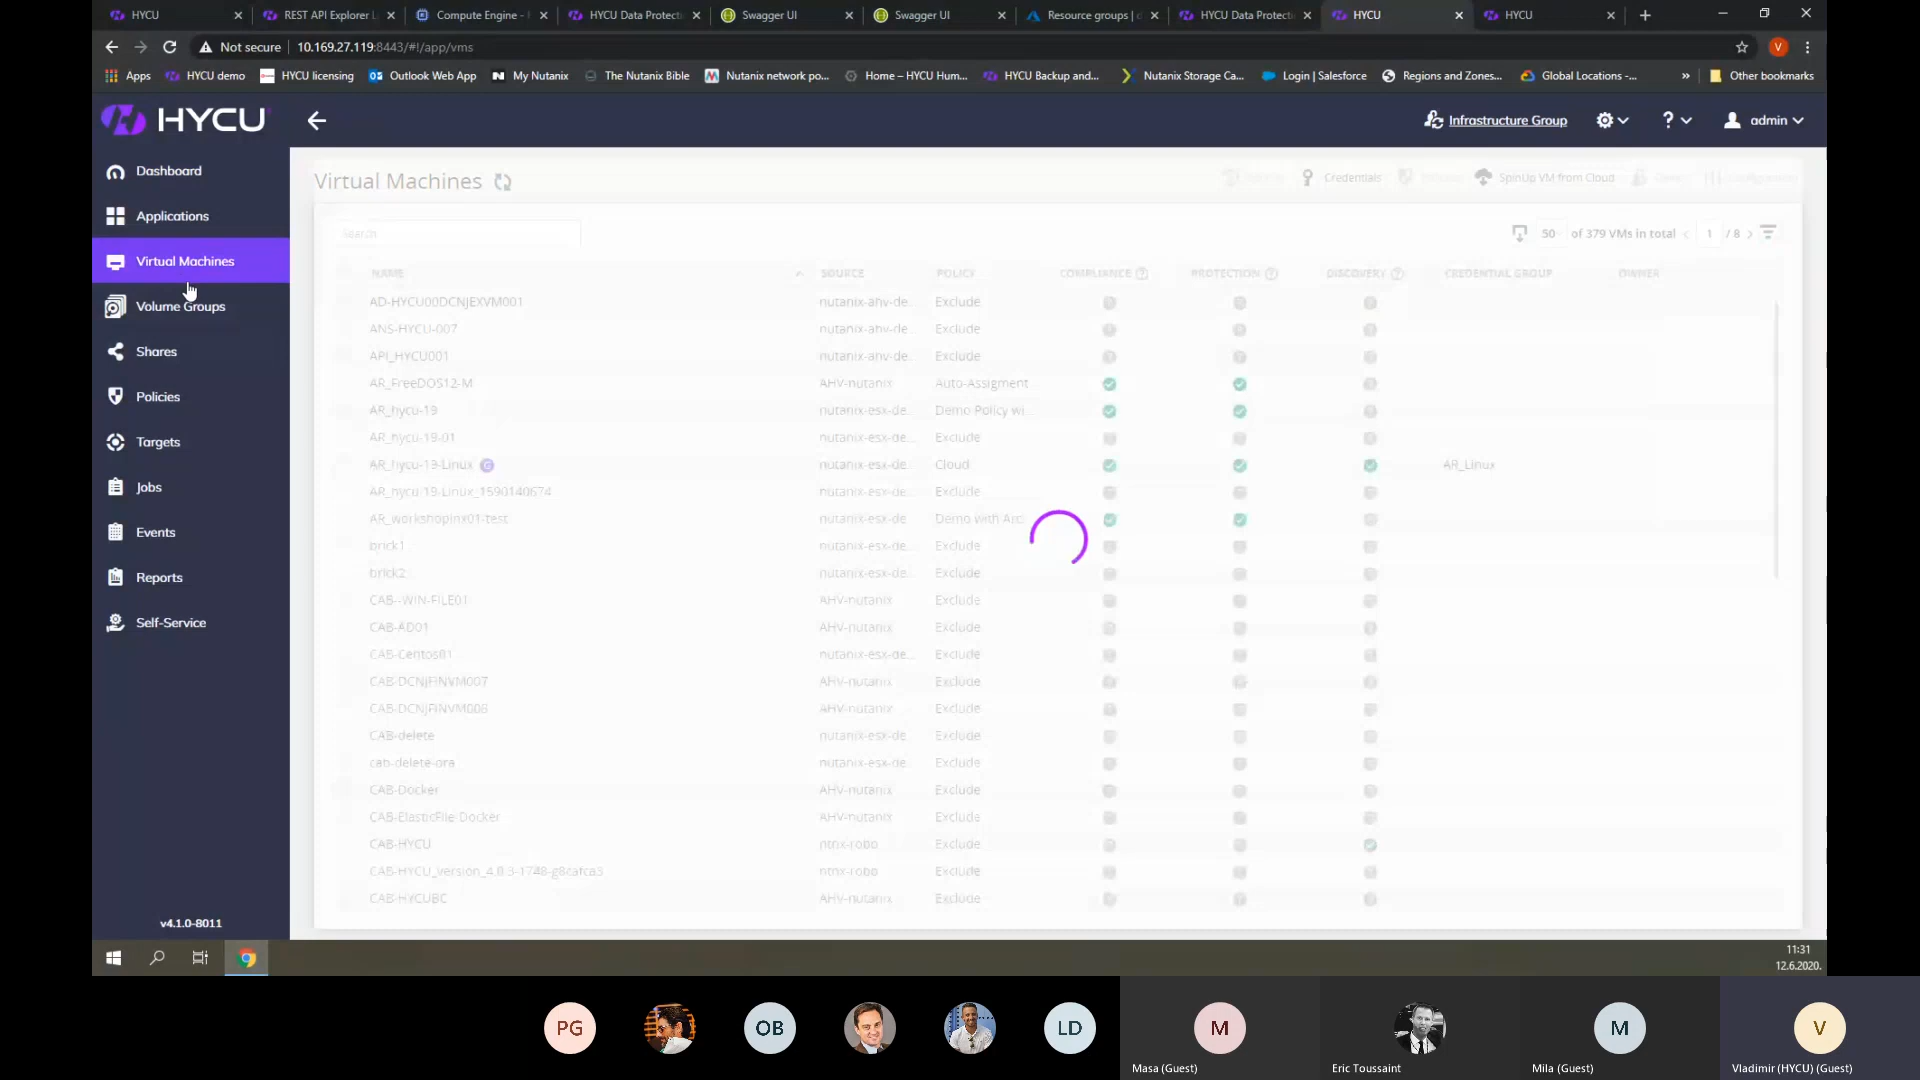 HYCU
REST API Explorer L
Compute Engine -
HYCU Data Protecti
Swagger UI
Swagger UI
Resource groups |
HYCU Data Protecti
HYCU
HYCU
Not secure
10.169.27.119:8443/#!/app/vms
V
Apps
HYCU demo
HYCU licensing
Outlook Web App
My Nutanix
The Nutanix Bible
Nutanix network po...
Home – HYCU Hum...
HYCU Backup and...
Nutanix Storage Ca...
Login | Salesforce
Regions and Zones...
Global Locations -...
»
Other bookmarks
HYCU
Infrastructure Group
?
admin
Dashboard
Applications
Virtual Machines
Volume Groups
Shares
Policies
Targets
Jobs
Events
Reports
Self-Service
v4.1.0-8011
Virtual Machines
Credentials
SpinUp VM from Cloud
Search
50 of 379 VMs in total < 1 / 8 >
NAME SOURCE POLICY COMPLIANCE PROTECTION DISCOVERY CREDENTIAL GROUP OWNER
AD-HYCU00DCNJEXVM001 nutanix-ahv-de... Exclude
ANS-HYCU-007 nutanix-ahv-de... Exclude
API_HYCU001 nutanix-ahv-de... Exclude
AR_FreeDOS12-M AHV-nutanix Auto-Assigment...
AR_hycu-19 nutanix-esx-de... Demo Policy wi...
AR_hycu-19-01 nutanix-esx-de... Exclude
AR_hycu-19-Linux nutanix-esx-de... Cloud AR_Linux
AR_hycu-19-Linux_1590140674 nutanix-esx-de... Exclude
AR_workshoplnx01-test nutanix-esx-de... Demo with Arc...
brick1 nutanix-esx-de... Exclude
brick2 nutanix-esx-de... Exclude
CAB--WIN-FILE01 AHV-nutanix Exclude
CAB-AD01 AHV-nutanix Exclude
CAB-Centos01 nutanix-esx-de... Exclude
CAB-DCNJFINVM007 AHV-nutanix Exclude
CAB-DCNJFINVM008 AHV-nutanix Exclude
CAB-delete nutanix-esx-de... Exclude
cab-delete-ora nutanix-esx-de... Exclude
CAB-Docker AHV-nutanix Exclude
CAB-ElasticFile-Docker AHV-nutanix Exclude
CAB-HYCU ntnx-robo Exclude
CAB-HYCU_version_4.0.3-1748-g8cafca3 ntnx-robo Exclude
CAB-HYCUBC AHV-nutanix Exclude
11:31
12.6.2020.
PG
OB
LD
M
M
V
Masa (Guest)
Eric Toussaint
Mila (Guest)
Vladimir (HYCU) (Guest)